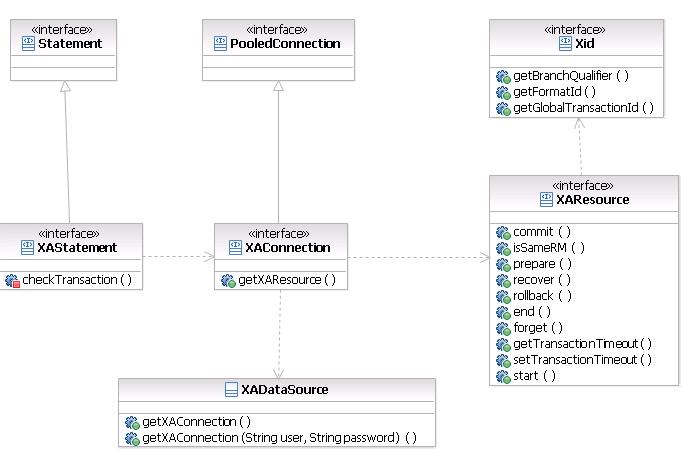 «interface»
Statement
«interface»
PooledConnection
«interface»
Xid
getBranchQualifier ( )
getFormatId ( )
getGlobalTransactionId ( )
«interface»
XAResource
commit ( )
isSameRM ( )
prepare ( )
recover ( )
rollback ( )
end ( )
forget ( )
getTransactionTimeout ( )
setTransactionTimeout ( )
start ( )
«interface»
XAStatement
checkTransaction ( )
«interface»
XAConnection
getXAResource ( )
XADataSource
getXAConnection ( )
getXAConnection (String user, String password) ( )